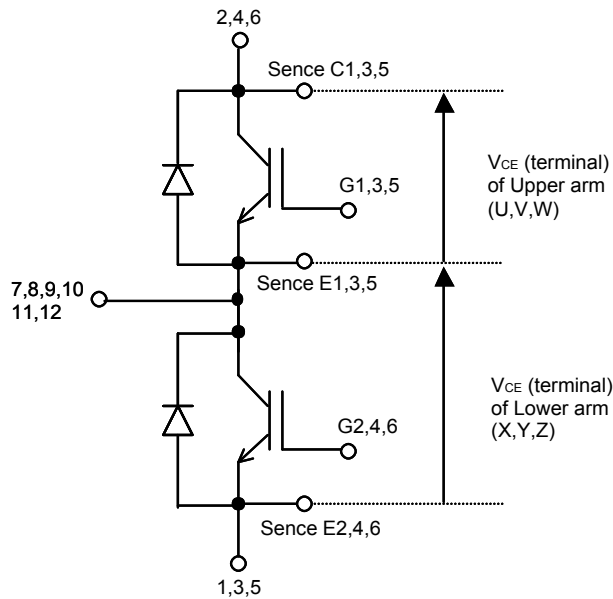 2,4,6
Sence C1,3,5
G1,3,5
VCE (terminal)
of Upper arm
(U,V,W)
Sence E1,3,5
7,8,9,10
11,12
G2,4,6
VCE (terminal)
of Lower arm
(X,Y,Z)
Sence E2,4,6
1,3,5